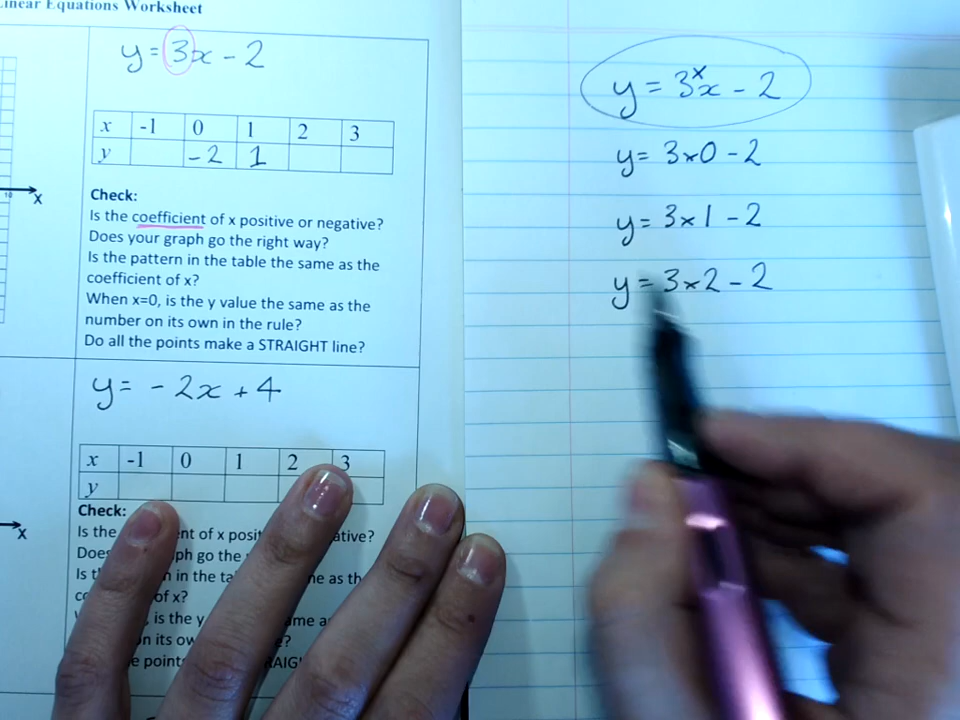 Linear Equations Worksheet
y = 3x - 2
x -1 0 1 2 3
y -2 1
Check:
Is the coefficient of x positive or negative?
Does your graph go the right way?
Is the pattern in the table the same as the
coefficient of x?
When x=0, is the y value the same as the
number on its own in the rule?
Do all the points make a STRAIGHT line?
x
10
y = - 2x + 4
x -1 0 1 2 3
y
Check:
Is the nt of x posit ative?
Does ph go the
Is t in the ta ne as th
of x?
is the y ame a
n its ow ?
e point RAIG
x
y = 3×x - 2
y = 3×0 - 2
y = 3×1 - 2
y = 3×2 - 2